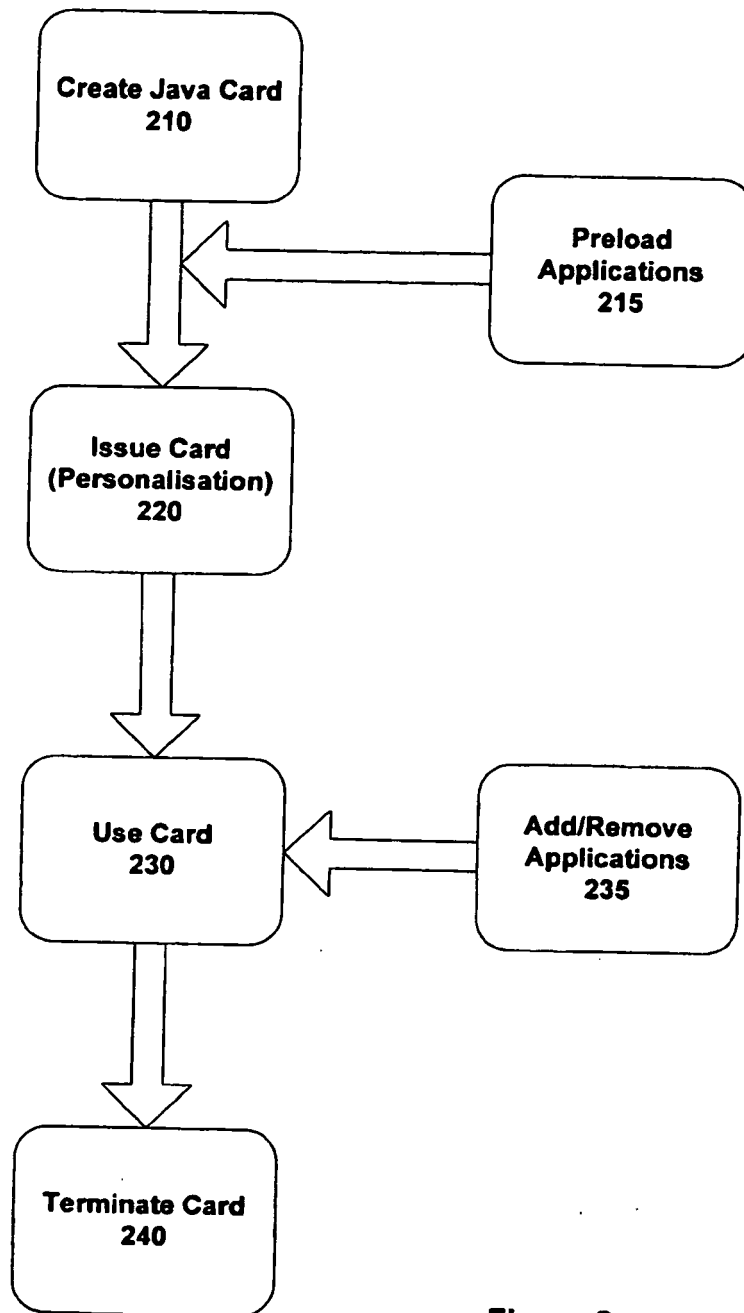 Create Java Card
210
Preload
Applications
215
Issue Card
(Personalisation)
220
Use Card
230
Add/Remove
Applications
235
Terminate Card
240